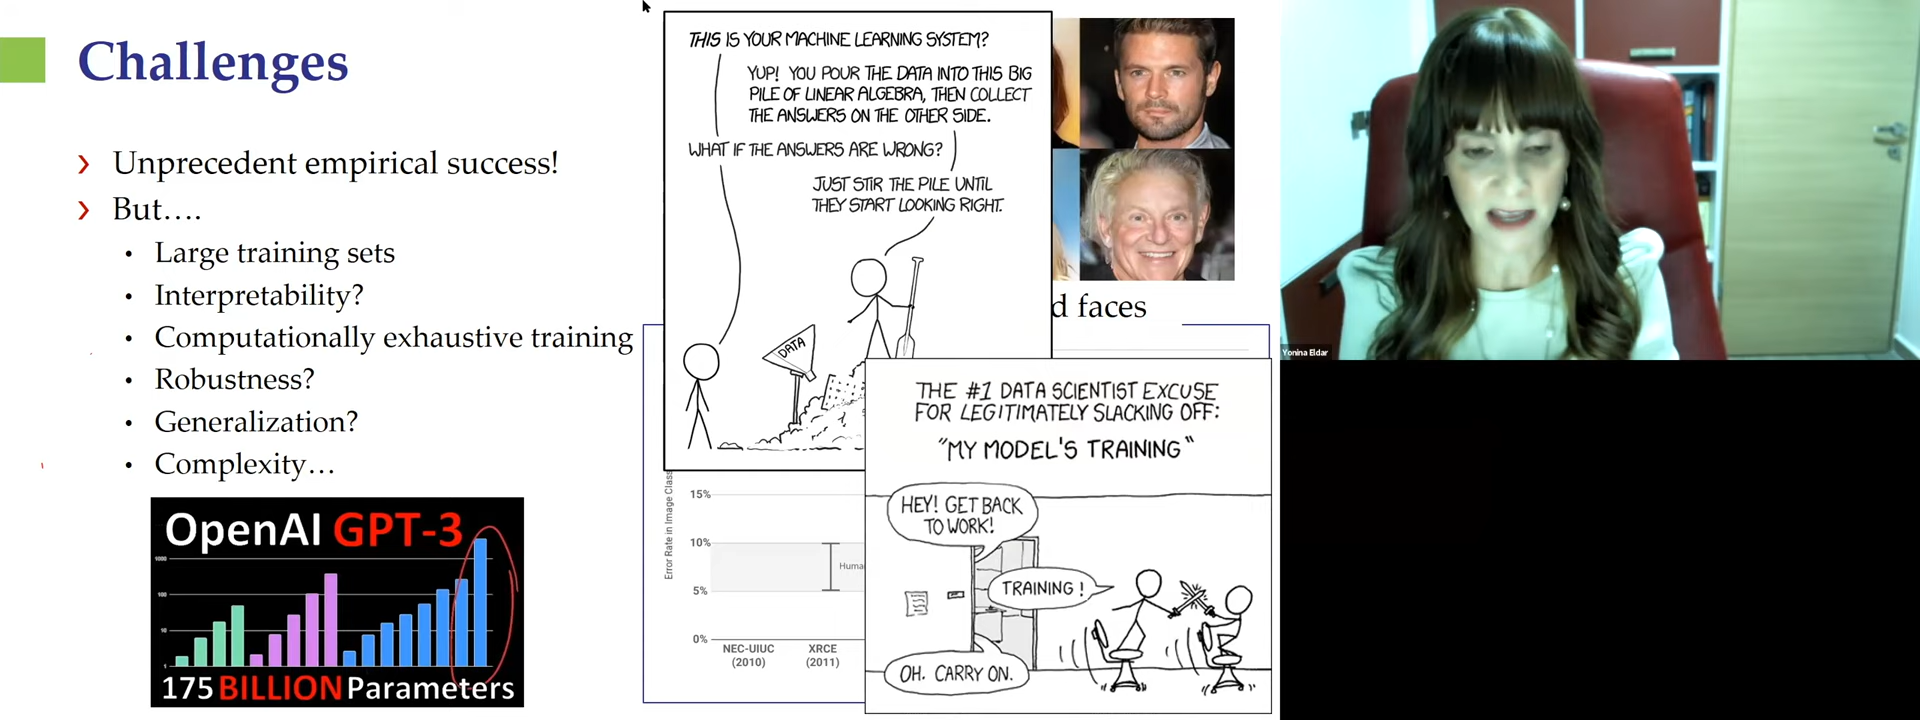 Challenges
Unprecedent empirical success!
But….
Large training sets
Interpretability?
Computationally exhaustive training
Robustness?
Generalization?
Complexity…
OpenAI GPT-3
1000
100
10
1
175 BILLION Parameters
THIS IS YOUR MACHINE LEARNING SYSTEM?
YUP! YOU POUR THE DATA INTO THIS BIG
PILE OF LINEAR ALGEBRA, THEN COLLECT
THE ANSWERS ON THE OTHER SIDE.
WHAT IF THE ANSWERS ARE WRONG?
JUST STIR THE PILE UNTIL
THEY START LOOKING RIGHT.
DATA
d faces
Error Rate in Image Class
15%
10%
5%
0%
Huma
NEC-UIUC
(2010)
XRCE
(2011)
THE #1 DATA SCIENTIST EXCUSE
FOR LEGITIMATELY SLACKING OFF:
"MY MODEL'S TRAINING"
HEY! GET BACK
TO WORK!
TRAINING!
OH. CARRY ON.
Yonina Eldar